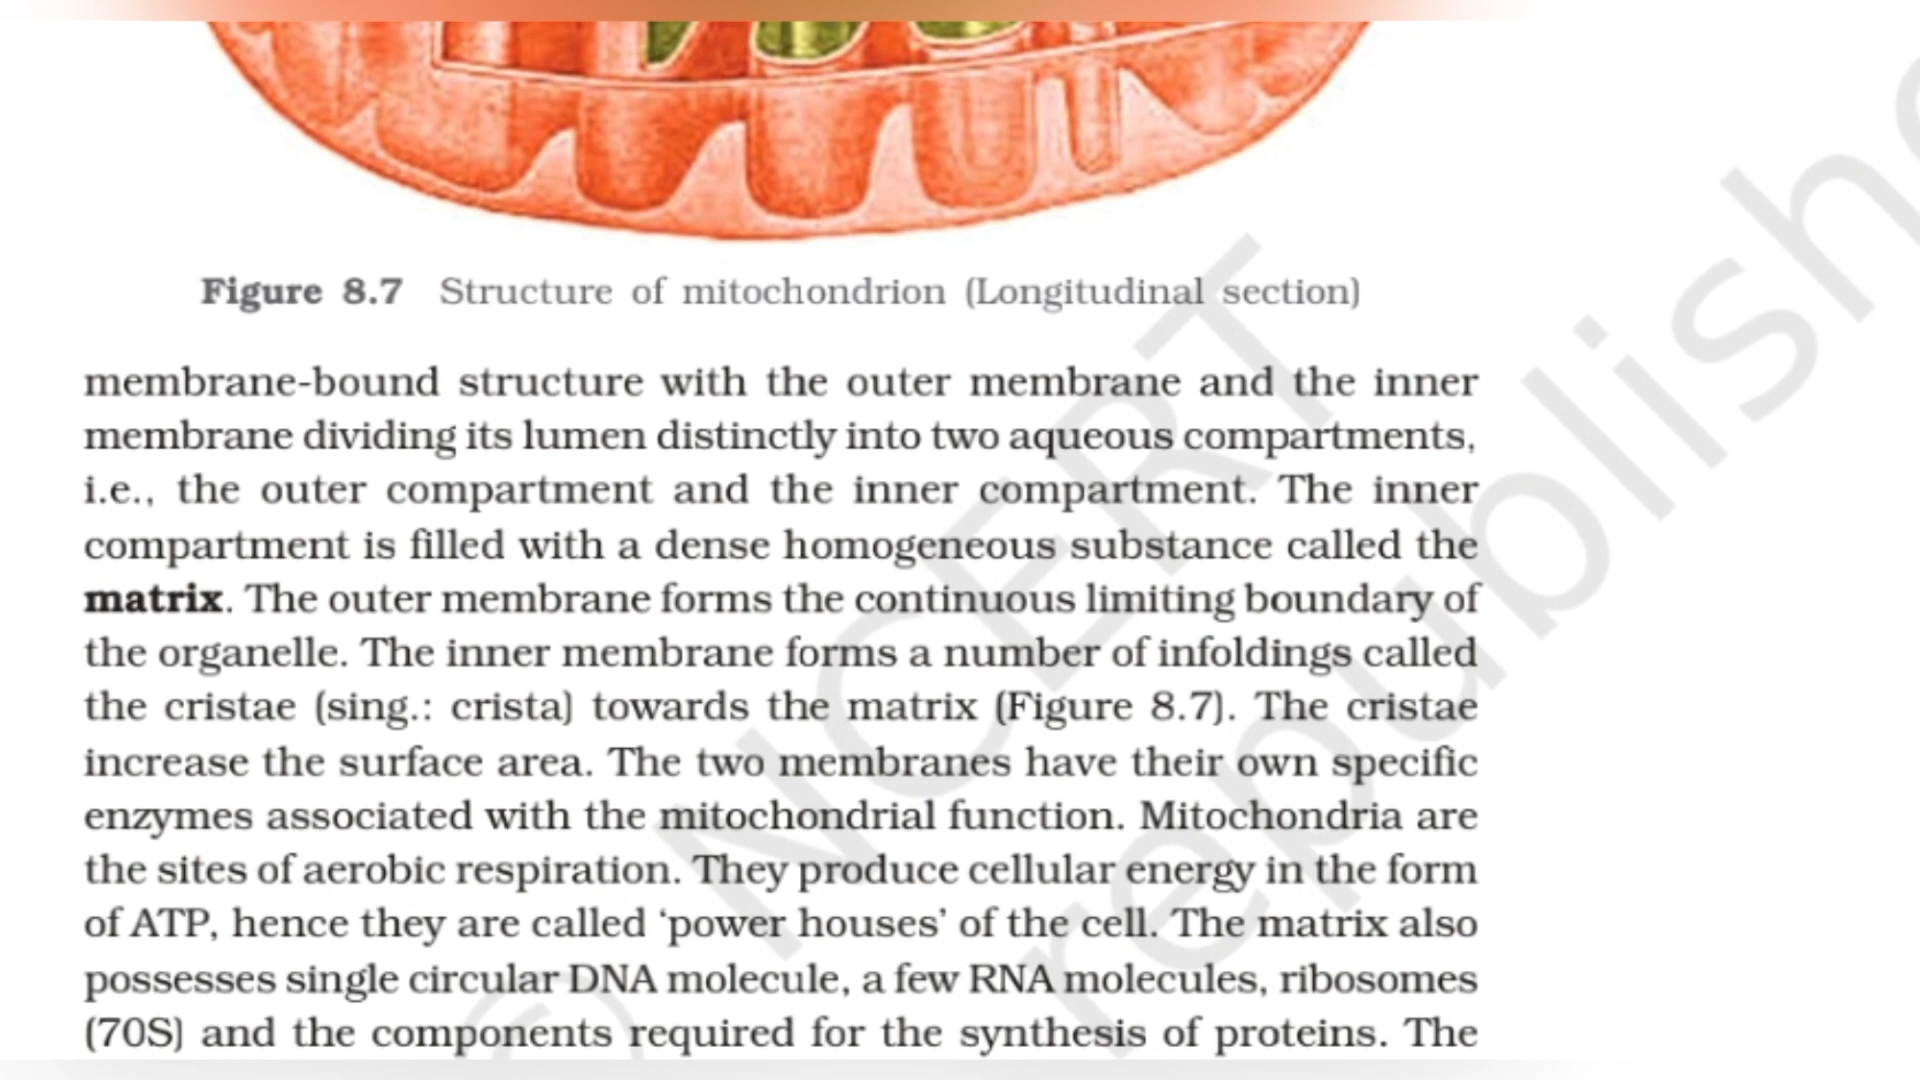 Figure 8.7 Structure of mitochondrion (Longitudinal section)
membrane-bound structure with the outer membrane and the inner
membrane dividing its lumen distinctly into two aqueous compartments,
i.e., the outer compartment and the inner compartment. The inner
compartment is filled with a dense homogeneous substance called the
matrix. The outer membrane forms the continuous limiting boundary of
the organelle. The inner membrane forms a number of infoldings called
the cristae (sing.: crista) towards the matrix (Figure 8.7). The cristae
increase the surface area. The two membranes have their own specific
enzymes associated with the mitochondrial function. Mitochondria are
the sites of aerobic respiration. They produce cellular energy in the form
of ATP, hence they are called ‘power houses’ of the cell. The matrix also
possesses single circular DNA molecule, a few RNA molecules, ribosomes
(70S) and the components required for the synthesis of proteins. The
© NCERT
republishe